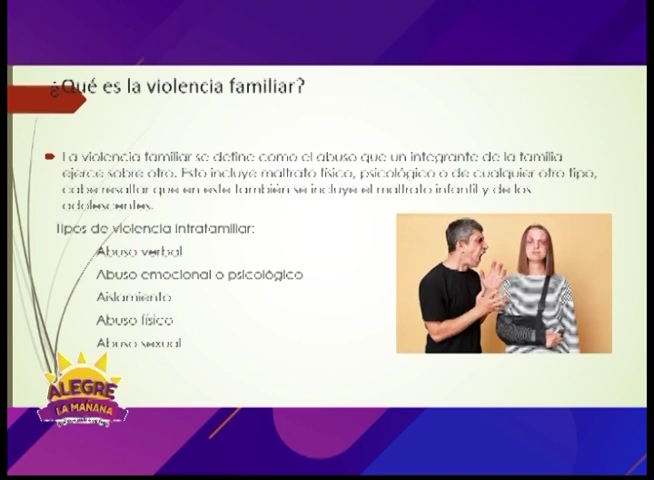 ¿Qué es la violencia familiar?
La violencia familiar se define como el abuso que un integrante de la familia
ejerce sobre otro. Esto incluye maltrato físico, psicológico o de cualquier otro tipo,
cabe resaltar que en este también se incluye el maltrato infantil y de los
adolescentes.
Tipos de violencia intrafamiliar:
Abuso verbal
Abuso emocional o psicológico
Aislamiento
Abuso físico
Abuso sexual
ALEGRE
LA MAÑANA